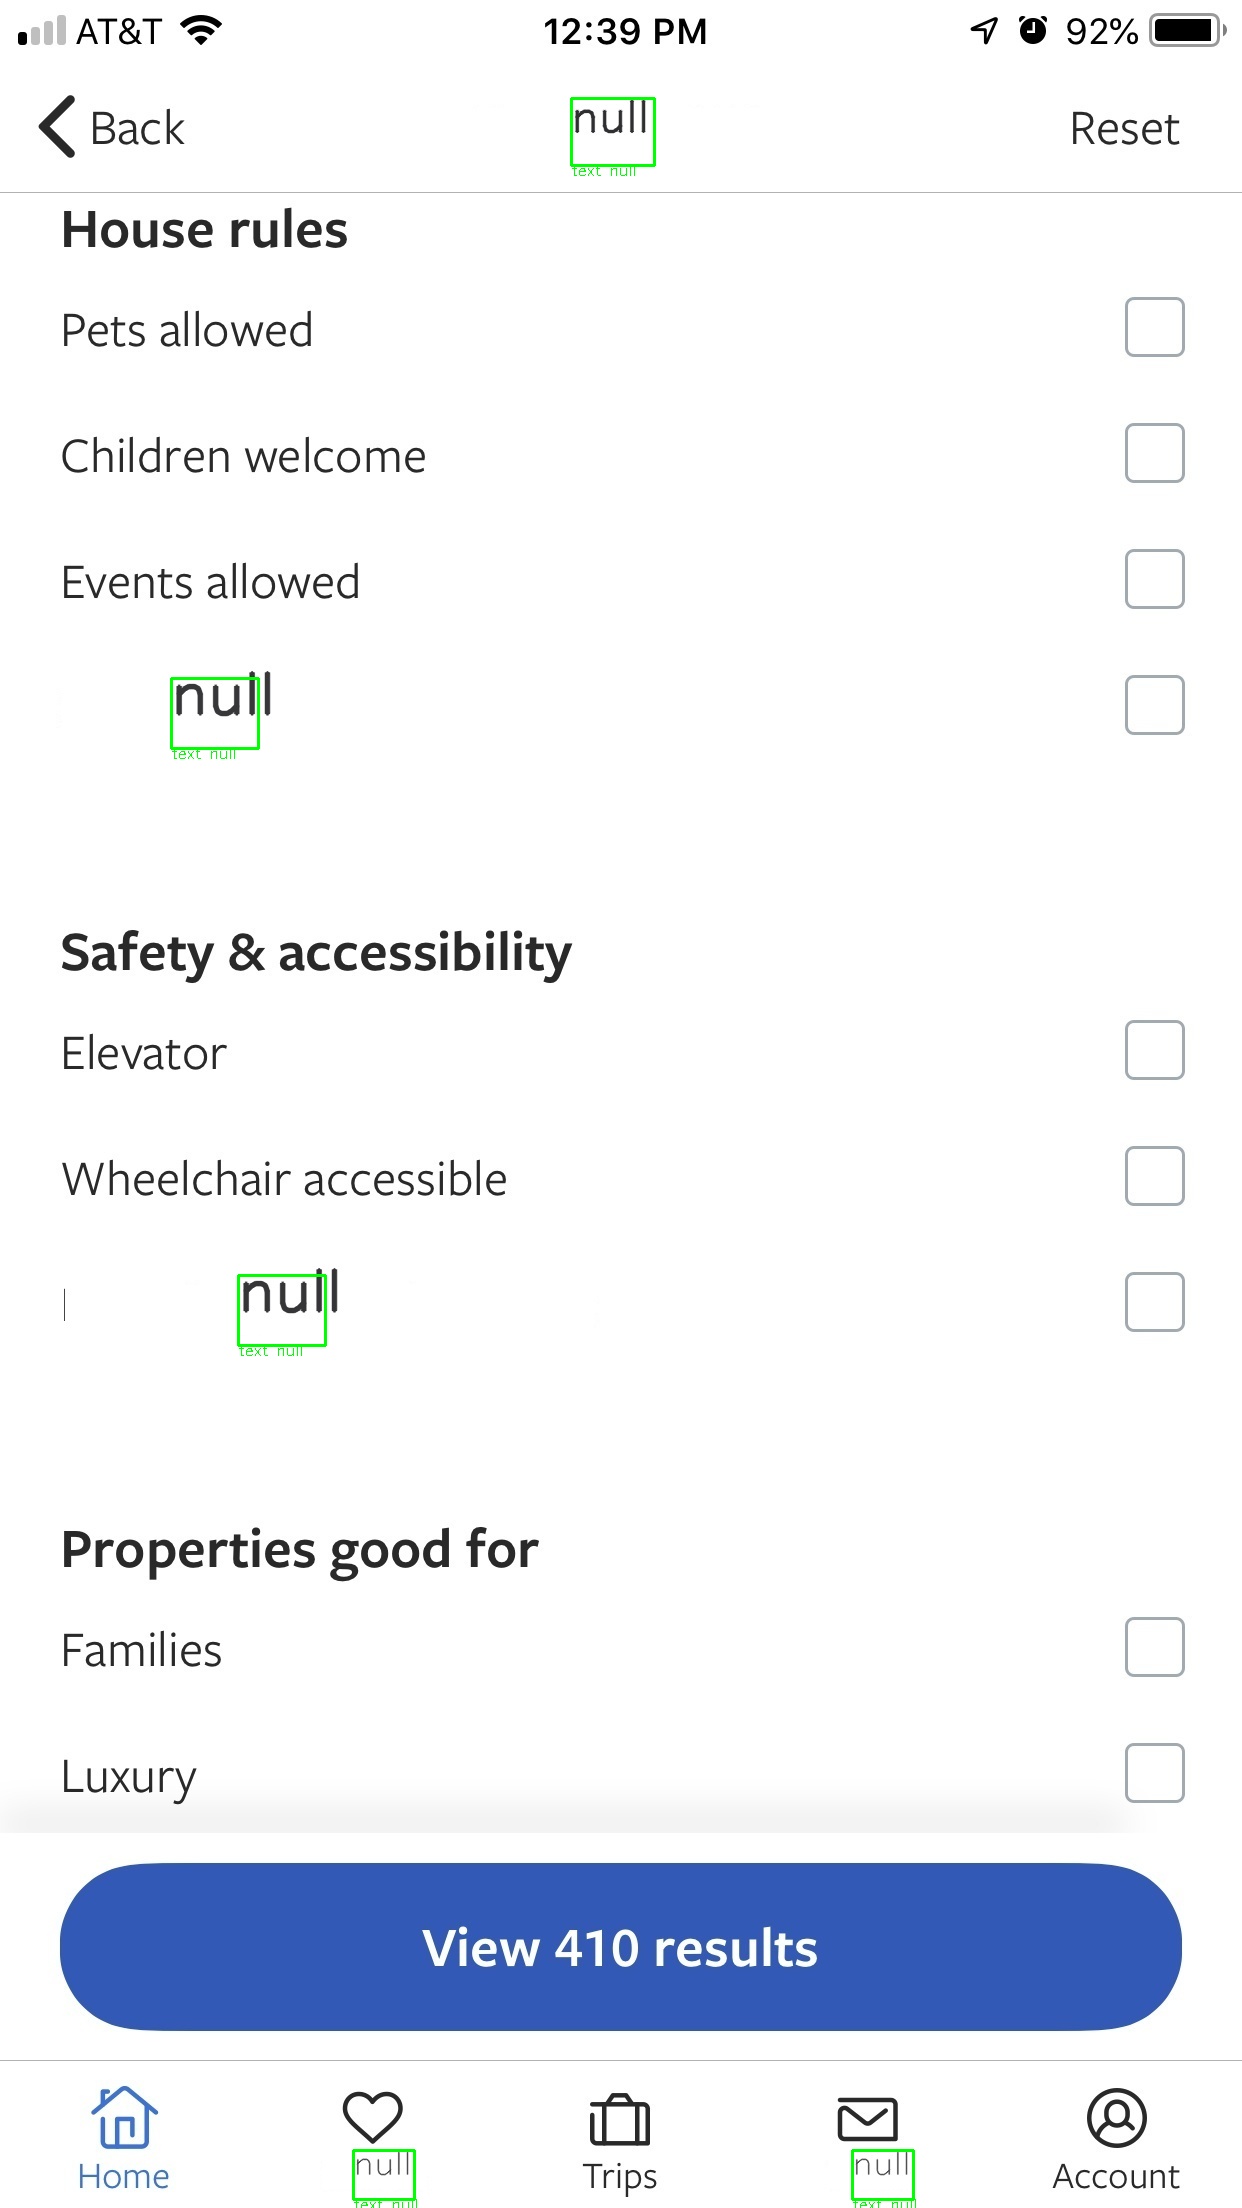 AT&T 12:39 PM 92%
Back null Reset
text null
House rules
Pets allowed
Children welcome
Events allowed
null
text null
Safety & accessibility
Elevator
Wheelchair accessible
null
text null
Properties good for
Families
Luxury
View 410 results
Home null Trips null Account
text null text null